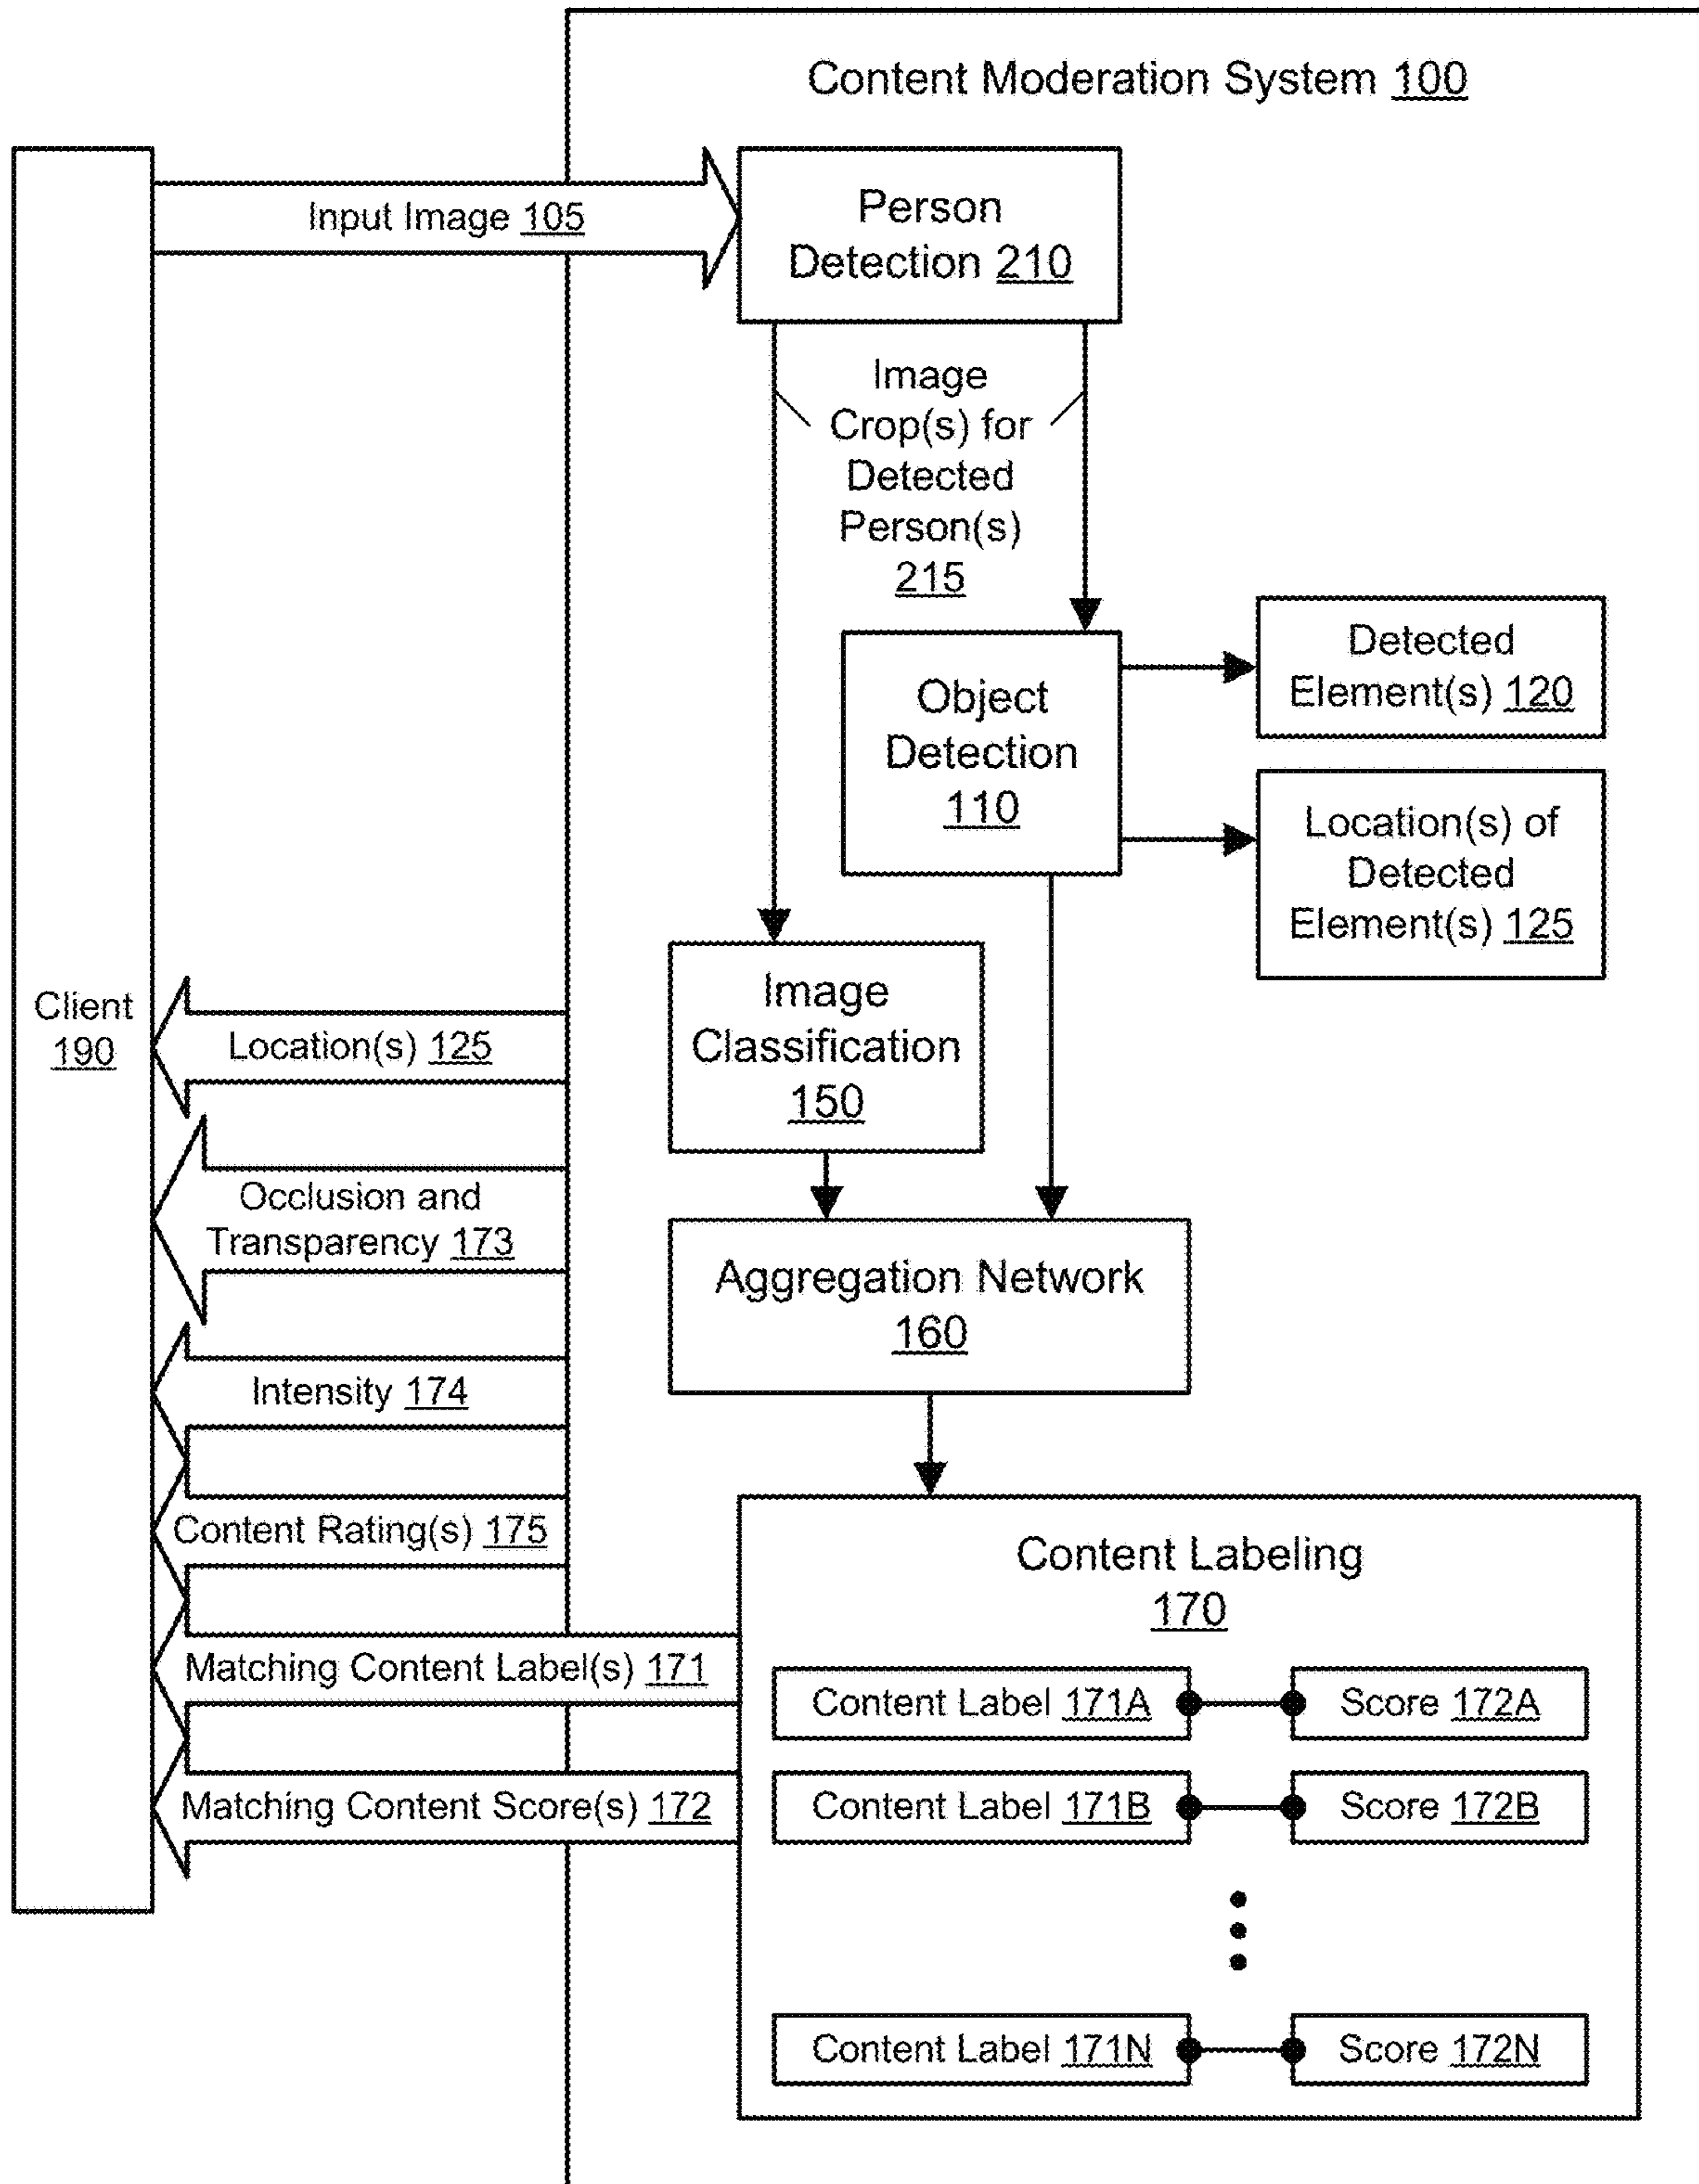 Content Moderation System 100
Input Image 105
Person
Detection 210
Image
Crop(s) for
Detected
Person(s)
215
Object
Detection
110
Detected
Element(s) 120
Location(s) of
Detected
Element(s) 125
Image
Classification
150
Client
190
Location(s) 125
Occlusion and
Transparency 173
Aggregation Network
160
Intensity 174
Content Rating(s) 175
Content Labeling
170
Matching Content Label(s) 171
Content Label 171A
Score 172A
Matching Content Score(s) 172
Content Label 171B
Score 172B
Content Label 171N
Score 172N